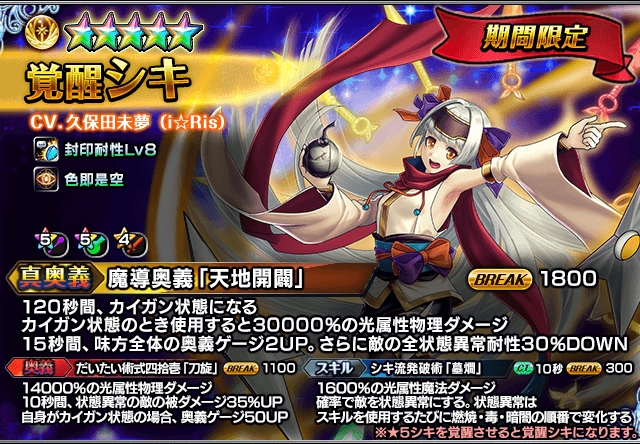 期間限定
覚醒シキ
CV.久保田未夢（i☆Ris）
封印耐性Lv8
色即是空
5 5 4
真奥義 魔導奥義「天地開闢」 BREAK 1800
120秒間、カイガン状態になる
カイガン状態のとき使用すると30000%の光属性物理ダメージ
15秒間、味方全体の奥義ゲージ2UP。さらに敵の全状態異常耐性30%DOWN
奥義 だいたい術式四拾壱「刀旋」 BREAK 1100
14000%の光属性物理ダメージ
10秒間、状態異常の敵の被ダメージ35%UP
自身がカイガン状態の場合、奥義ゲージ50UP
スキル シキ流発破術「墓爛」 C.T. 10秒 BREAK 300
1600%の光属性魔法ダメージ
確率で敵を状態異常にする。状態異常は
スキルを使用するたびに燃焼・毒・暗闇の順番で変化する
※★5シキを覚醒させると覚醒シキになります。